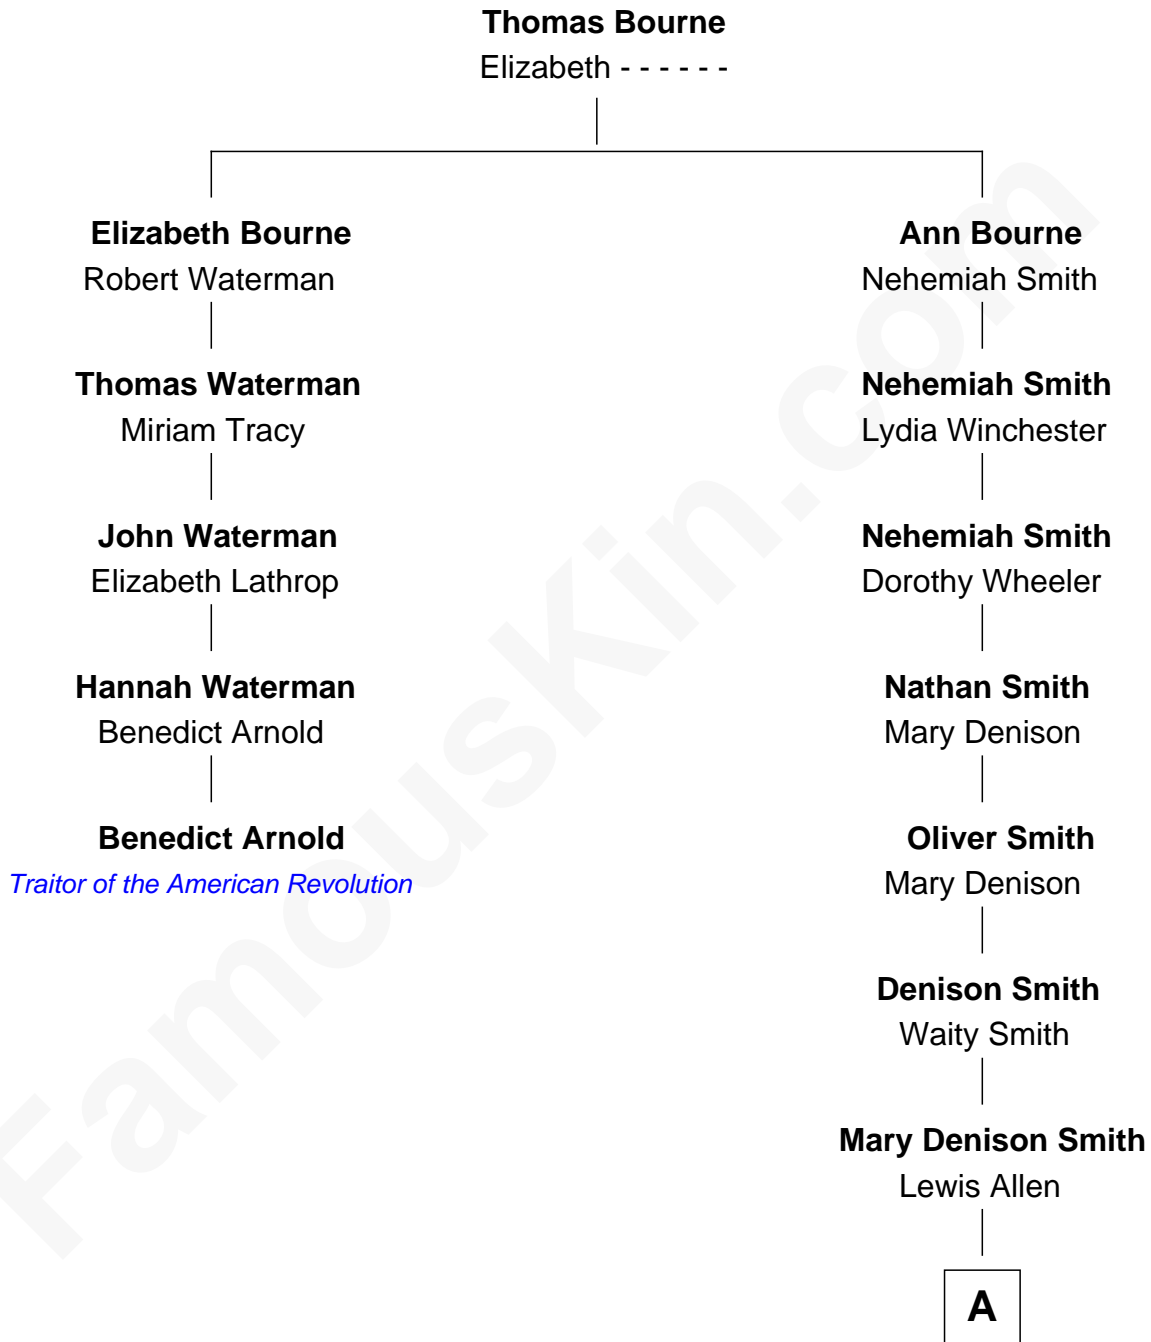 Thomas Bourne
Elizabeth - - - - - -
Elizabeth Bourne
Robert Waterman
Thomas Waterman
Miriam Tracy
John Waterman
Elizabeth Lathrop
Hannah Waterman
Benedict Arnold
Benedict Arnold
Traitor of the American Revolution
Ann Bourne
Nehemiah Smith
Nehemiah Smith
Lydia Winchester
Nehemiah Smith
Dorothy Wheeler
Nathan Smith
Mary Denison
Oliver Smith
Mary Denison
Denison Smith
Waity Smith
Mary Denison Smith
Lewis Allen
A
FamousKin.com